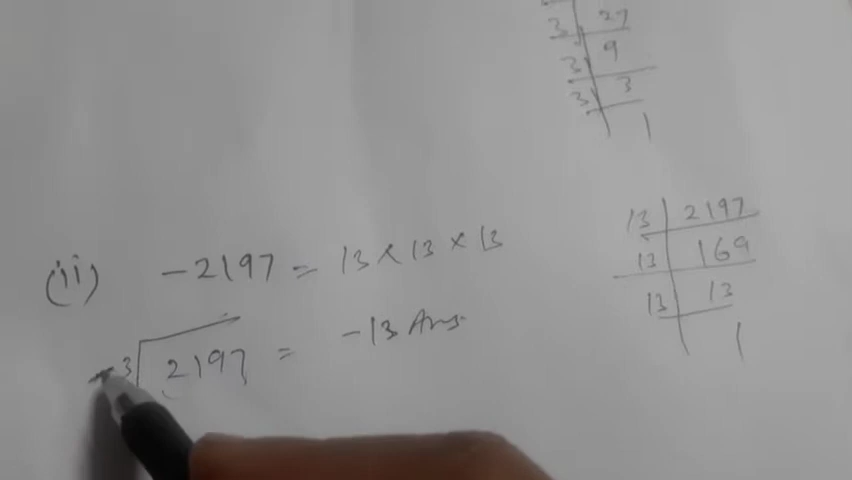 3 | 27
3 | 9
3 | 3
1
(ii) -2197 = 13 × 13 × 13
-∛2197 = -13 Ans
13 | 2197
13 | 169
13 | 13
1